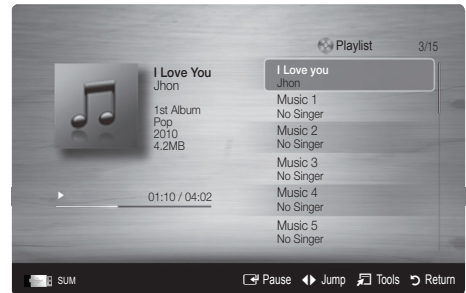 Playlist 3/15
I Love You
Jhon
1st Album
Pop
2010
4.2MB
01:10 / 04:02
I Love you
Jhon
Music 1
No Singer
Music 2
No Singer
Music 3
No Singer
Music 4
No Singer
Music 5
No Singer
SUM Pause Jump Tools Return